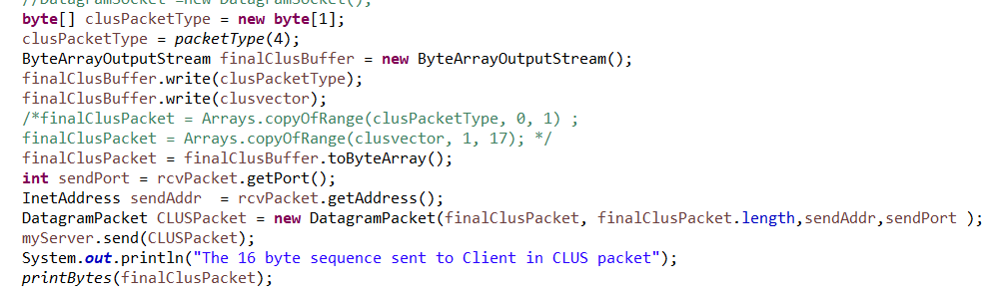 //DatagramSocket =new DatagramSocket();
byte[] clusPacketType = new byte[1];
clusPacketType = packetType(4);
ByteArrayOutputStream finalClusBuffer = new ByteArrayOutputStream();
finalClusBuffer.write(clusPacketType);
finalClusBuffer.write(clusvector);
/*finalClusPacket = Arrays.copyOfRange(clusPacketType, 0, 1) ;
finalClusPacket = Arrays.copyOfRange(clusvector, 1, 17); */
finalClusPacket = finalClusBuffer.toByteArray();
int sendPort = rcvPacket.getPort();
InetAddress sendAddr  = rcvPacket.getAddress();
DatagramPacket CLUSPacket = new DatagramPacket(finalClusPacket, finalClusPacket.length,sendAddr,sendPort );
myServer.send(CLUSPacket);
System.out.println("The 16 byte sequence sent to Client in CLUS packet");
printBytes(finalClusPacket);